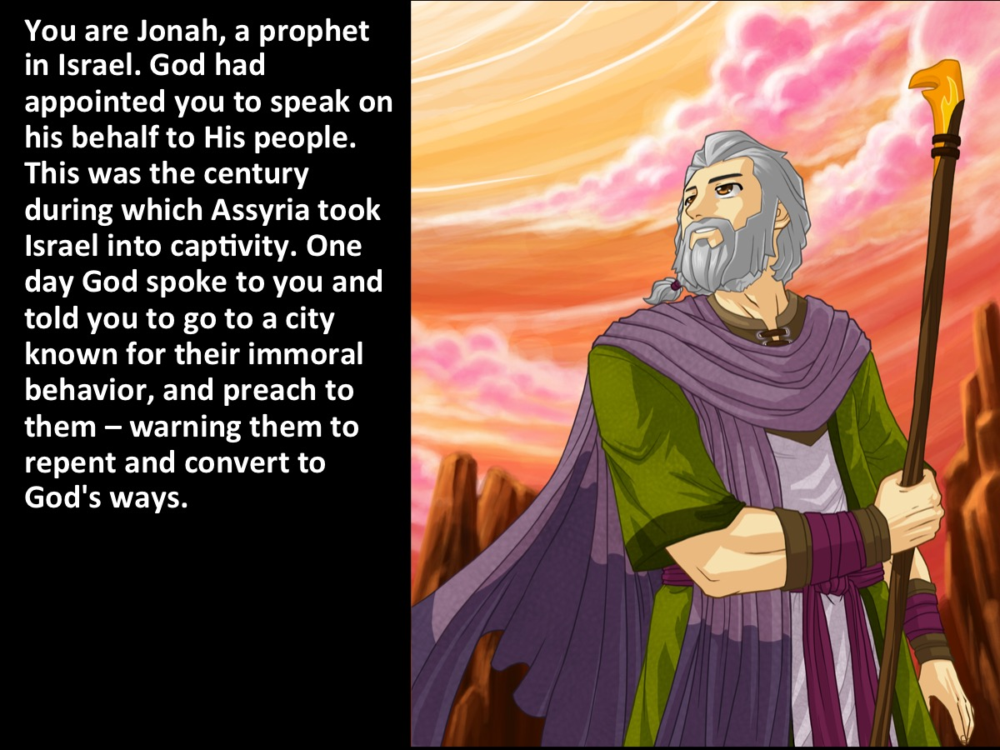 You are Jonah, a prophet
in Israel. God had
appointed you to speak on
his behalf to His people.
This was the century
during which Assyria took
Israel into captivity. One
day God spoke to you and
told you to go to a city
known for their immoral
behavior, and preach to
them – warning them to
repent and convert to
God's ways.